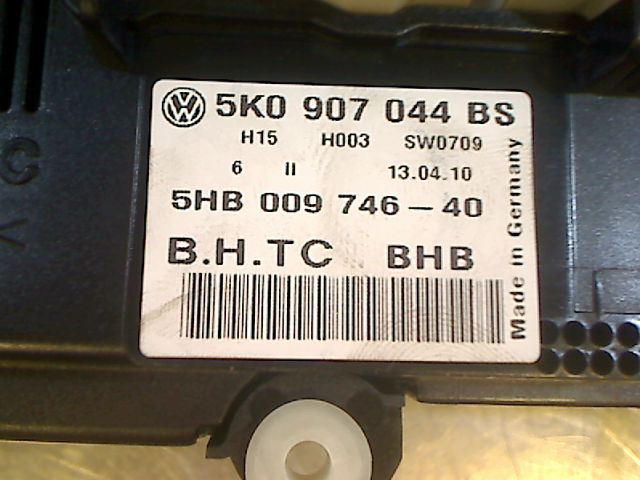 5K0 907 044 BS
H15 H003 SW0709
6 II 13.04.10
5HB 009 746-40
B.H.TC BHB
Made in Germany